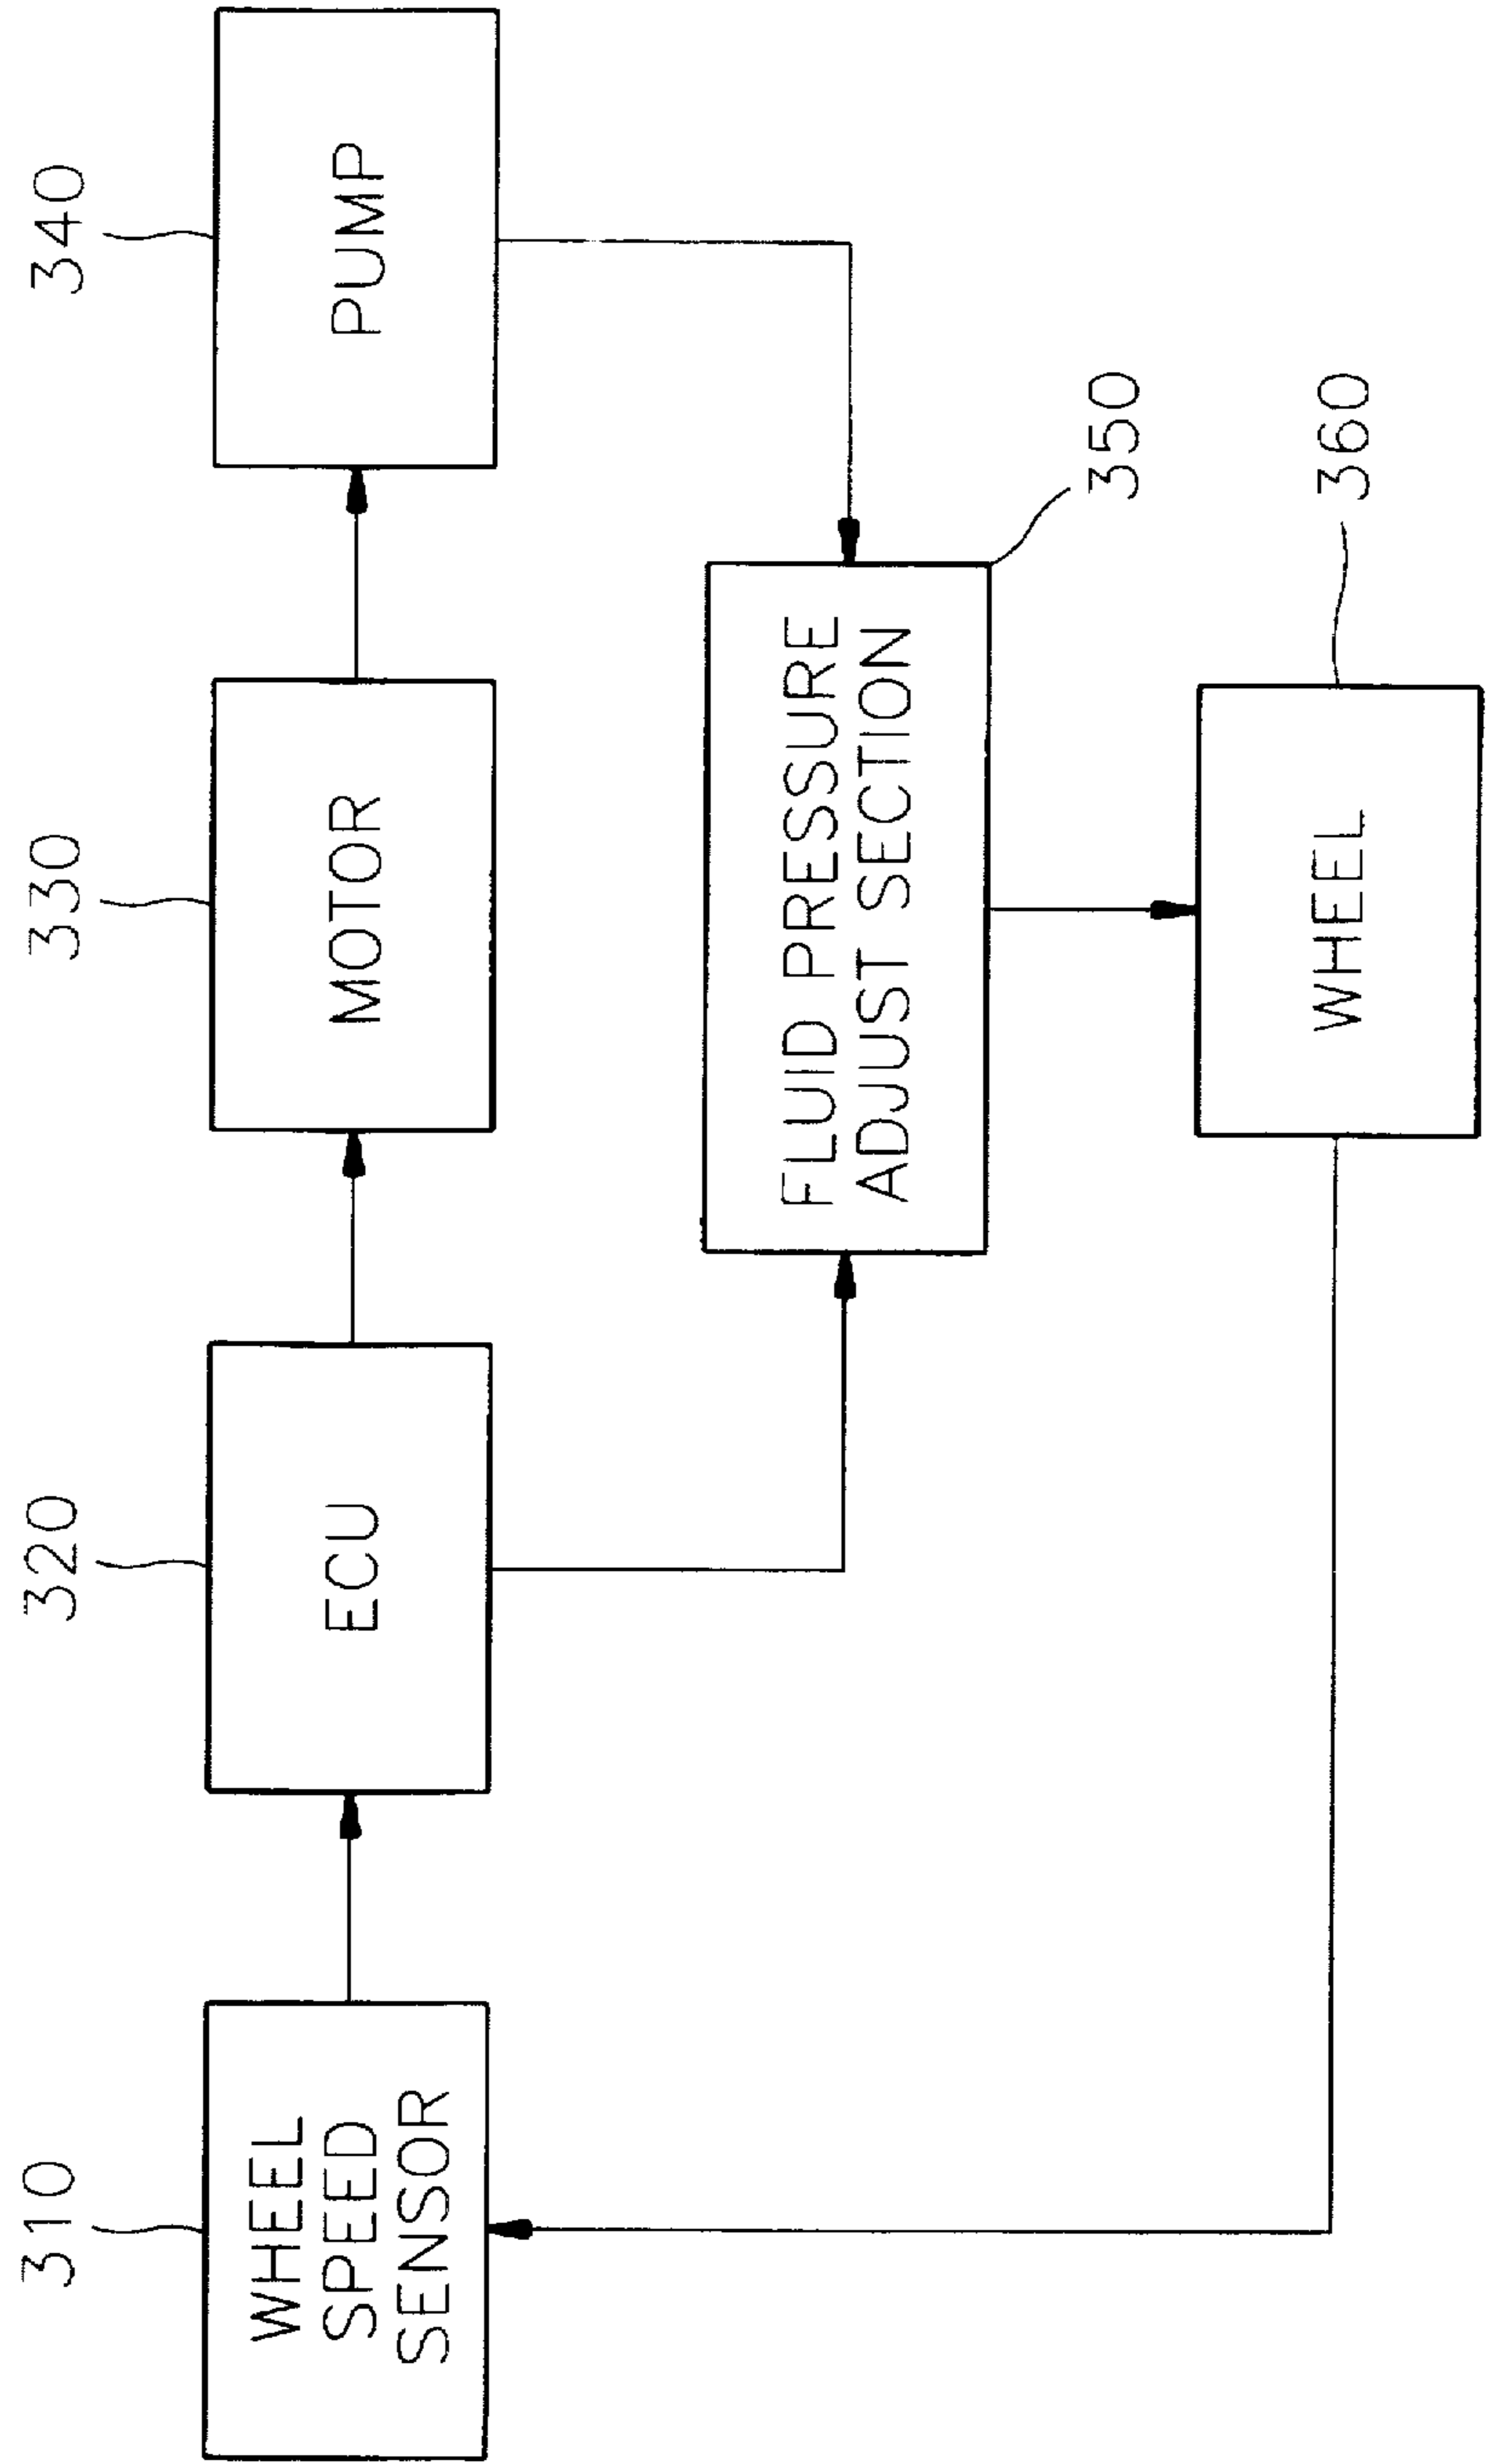 310
320
330
340
WHEEL
SPEED
SENSOR
ECU
MOTOR
PUMP
FLUID PRESSURE
ADJUST SECTION
350
WHEEL
360